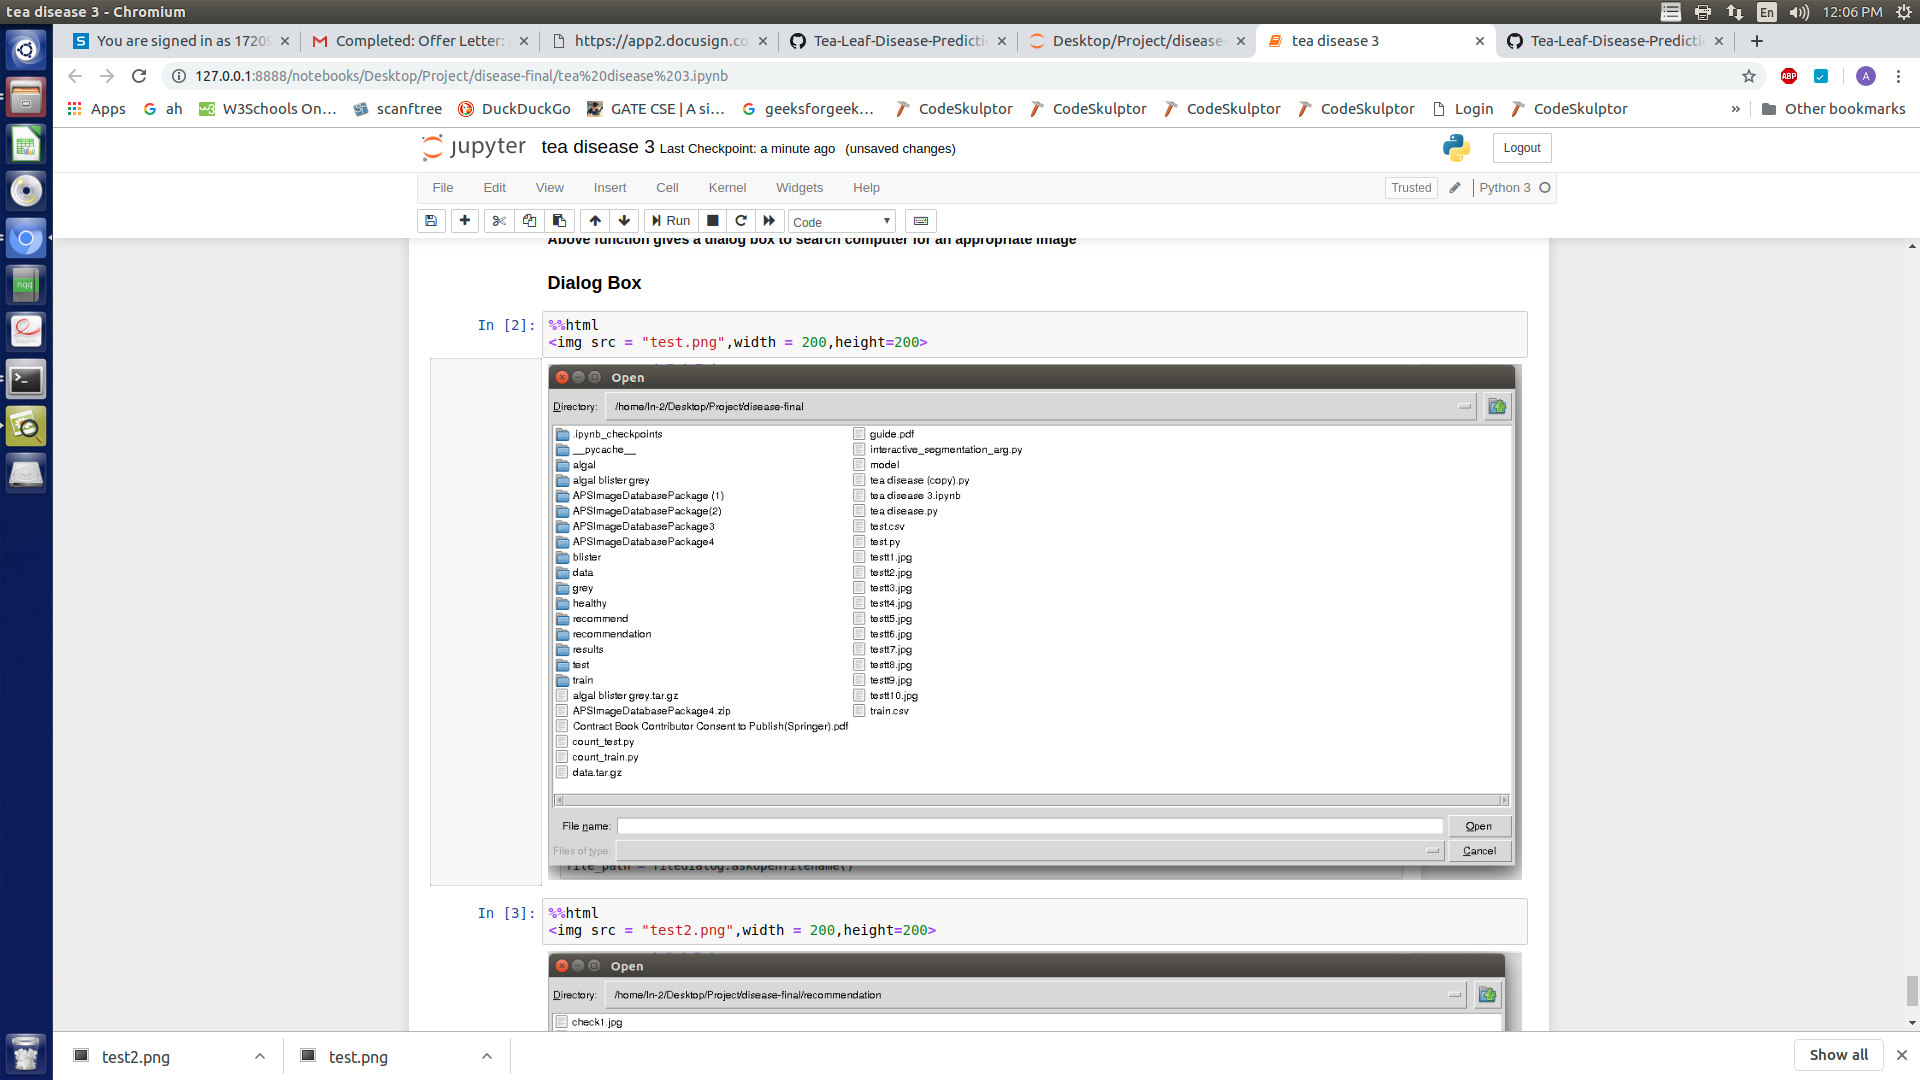 tea disease 3 - Chromium
En
12:06 PM
You are signed in as 1720
Completed: Offer Letter:
https://app2.docusign.co
Tea-Leaf-Disease-Predicti
Desktop/Project/disease-
tea disease 3
Tea-Leaf-Disease-Predicti
127.0.0.1:8888/notebooks/Desktop/Project/disease-final/tea%20disease%203.ipynb
ABP
A
Apps
ah
W3Schools On...
scanftree
DuckDuckGo
GATE CSE | A si...
geeksforgeek...
CodeSkulptor
CodeSkulptor
CodeSkulptor
CodeSkulptor
Login
CodeSkulptor
»
Other bookmarks
jupyter
tea disease 3 Last Checkpoint: a minute ago (unsaved changes)
Logout
File Edit View Insert Cell Kernel Widgets Help
Trusted
Python 3
Run
Code
Above function gives a dialog box to search computer for an appropriate image
Dialog Box
In [2]:
%%html
<img src = "test.png",width = 200,height=200>
Open
Directory: /home/ln-2/Desktop/Project/disease-final
.ipynb_checkpoints
__pycache__
algal
algal blister grey
APSImageDatabasePackage (1)
APSImageDatabasePackage(2)
APSImageDatabasePackage3
APSImageDatabasePackage4
blister
data
grey
healthy
recommend
recommendation
results
test
train
algal blister grey.tar.gz
APSImageDatabasePackage4.zip
Contract Book Contributor Consent to Publish(Springer).pdf
count_test.py
count_train.py
data.tar.gz
guide.pdf
interactive_segmentation_arg.py
model
tea disease (copy).py
tea disease 3.ipynb
tea disease.py
test.csv
test.py
testt1.jpg
testt2.jpg
testt3.jpg
testt4.jpg
testt5.jpg
testt6.jpg
testt7.jpg
testt8.jpg
testt9.jpg
testt10.jpg
train.csv
File name:
Open
Files of type:
Cancel
file_path = filedialog.askopenfilename()
In [3]:
%%html
<img src = "test2.png",width = 200,height=200>
Open
Directory: /home/ln-2/Desktop/Project/disease-final/recommendation
check1.jpg
test2.png
test.png
Show all